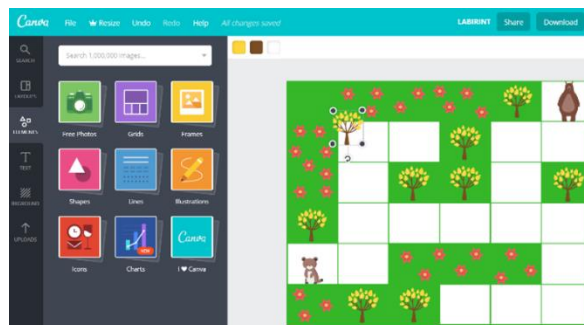 Canva File Resize Undo Redo Help All changes saved LABIRINT Share Download
Search 1,000,000 images...
SEARCH
LAYOUTS
ELEMENTS
TEXT
BACKGROUND
UPLOADS
Free Photos Grids Frames
Shapes Lines Illustrations
NEW
Canva
Icons Charts I ♥ Canva